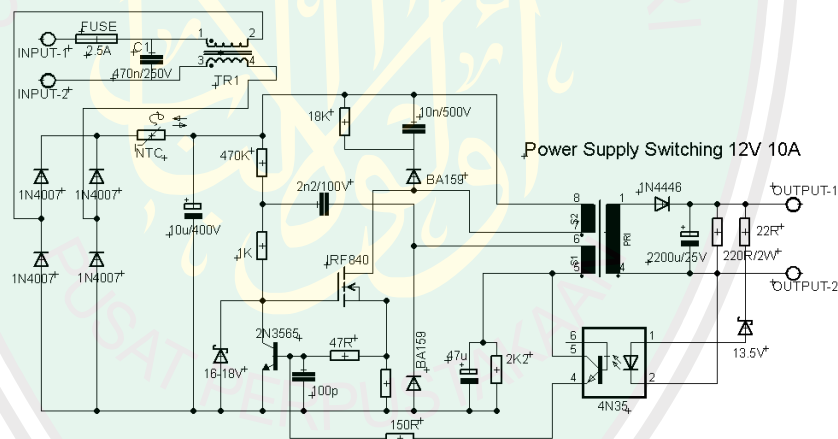 FUSE
INPUT-1
2.5A
C1
1
2
3
4
470n/250V
TR1
INPUT-2
18K
10n/500V
NTC
470K
Power Supply Switching 12V 10A
1N4007
1N4007
2n2/100V
BA159
8
1
1N4446
OUTPUT-1
10u/400V
S2
7
6
PRI
22R
1K
2200u/25V
220R/2W
1N4007
1N4007
IRF840
S1
5
4
OUTPUT-2
2N3565
47R
BA159
47u
2K2
6
5
4
1
2
13.5V
16-18V
100p
150R
4N35
PUSAT PERPUSTAKAAN